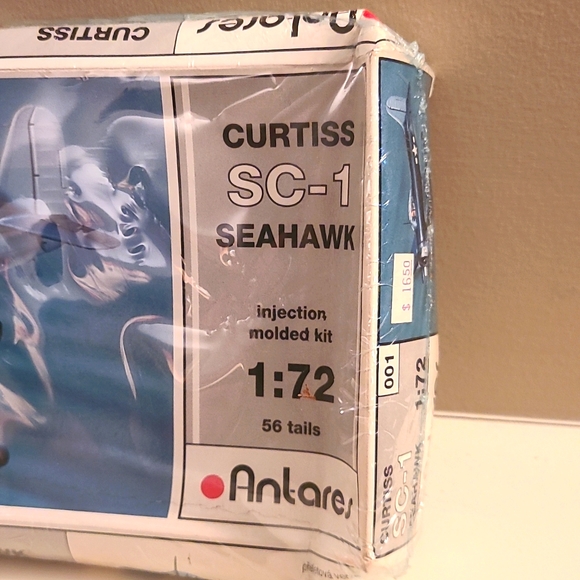 CURTISS
Antares
CURTISS
SC-1
SEAHAWK
injection
molded kit
1:72
56 tails
Antares
$ 1650
001
CURTISS
SC-1
SEAHAWK
1:72